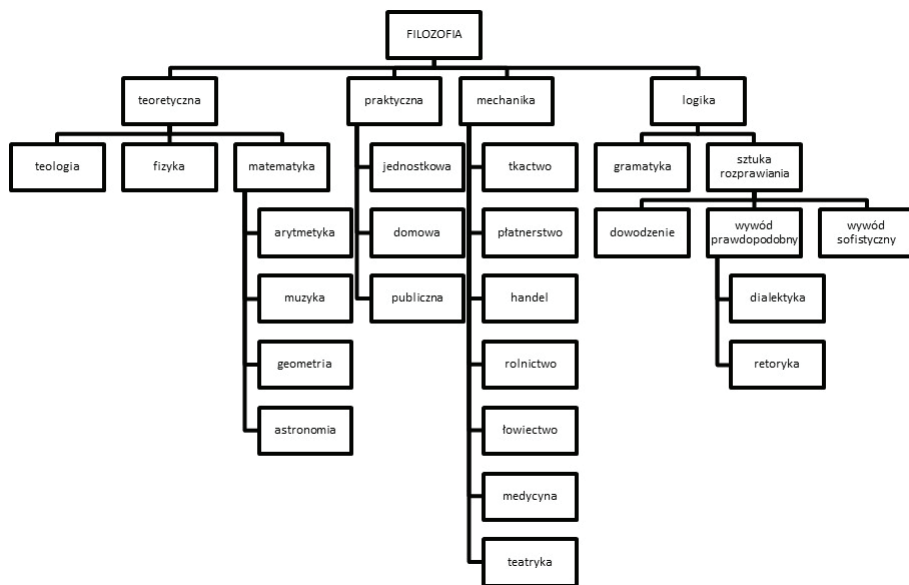 FILOZOFIA
teoretyczna
praktyczna
mechanika
logika
teologia
fizyka
matematyka
jednostkowa
tkactwo
gramatyka
sztuka
rozprawiania
arytmetyka
domowa
płatnerstwo
dowodzenie
wywód
prawdopodobny
wywód
sofistyczny
muzyka
publiczna
handel
dialektyka
geometria
rolnictwo
retoryka
astronomia
łowiectwo
medycyna
teatryka